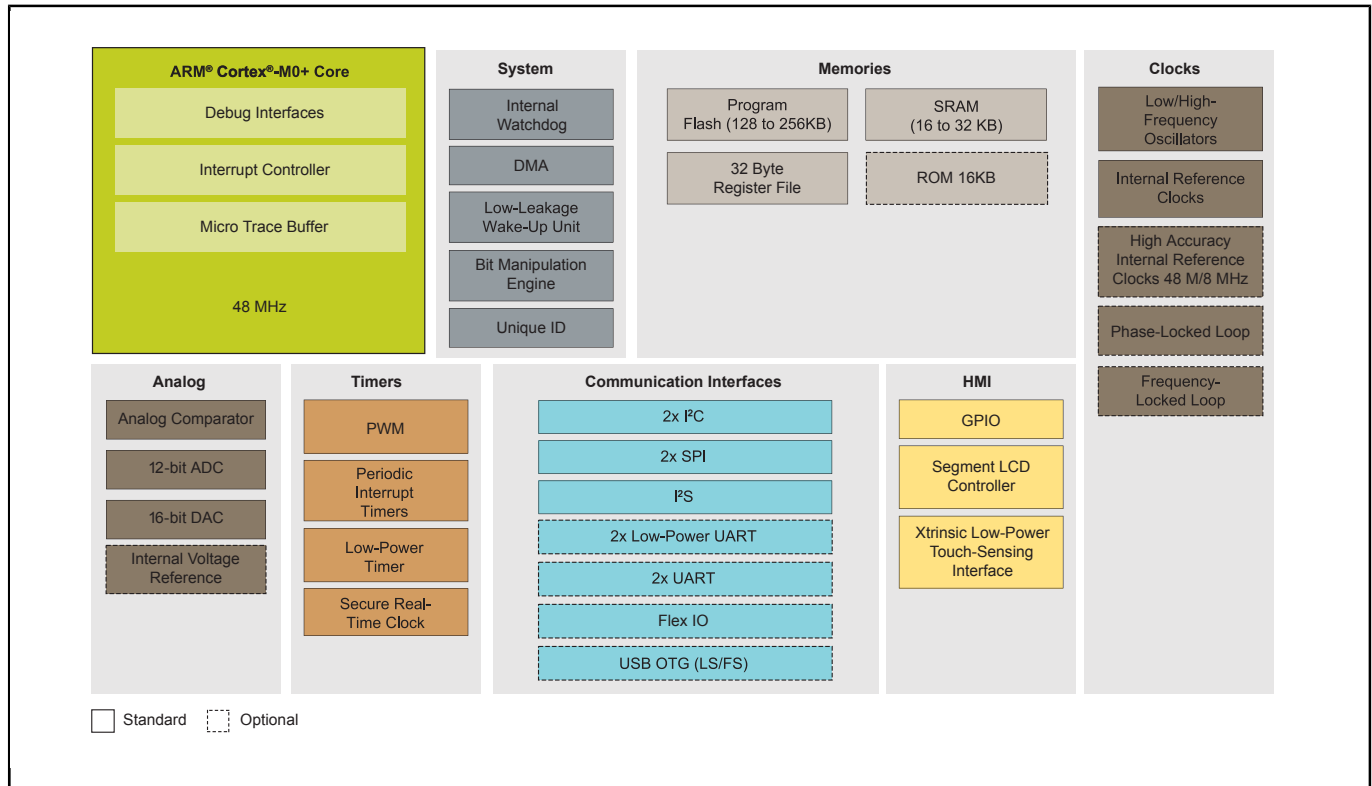 ARM® Cortex®-M0+ Core
Debug Interfaces
Interrupt Controller
Micro Trace Buffer
48 MHz
System
Internal
Watchdog
DMA
Low-Leakage
Wake-Up Unit
Bit Manipulation
Engine
Unique ID
Memories
Program
Flash (128 to 256KB)
SRAM
(16 to 32 KB)
32 Byte
Register File
ROM 16KB
Clocks
Low/High-
Frequency
Oscillators
Internal Reference
Clocks
High Accuracy
Internal Reference
Clocks 48 M/8 MHz
Phase-Locked Loop
Frequency-
Locked Loop
Analog
Analog Comparator
12-bit ADC
16-bit DAC
Internal Voltage
Reference
Timers
PWM
Periodic
Interrupt
Timers
Low-Power
Timer
Secure Real-
Time Clock
Communication Interfaces
2x I²C
2x SPI
I²S
2x Low-Power UART
2x UART
Flex IO
USB OTG (LS/FS)
HMI
GPIO
Segment LCD
Controller
Xtrinsic Low-Power
Touch-Sensing
Interface
Standard
Optional